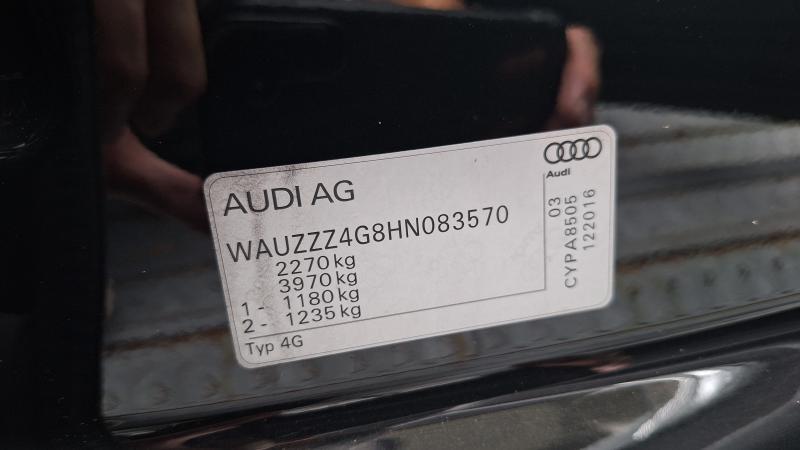 AUDI AG
WAUZZZ4G8HN083570
2270 kg
3970 kg
1 - 1180 kg
2 - 1235 kg
Typ 4G
Audi
03
CYPA8505
122016